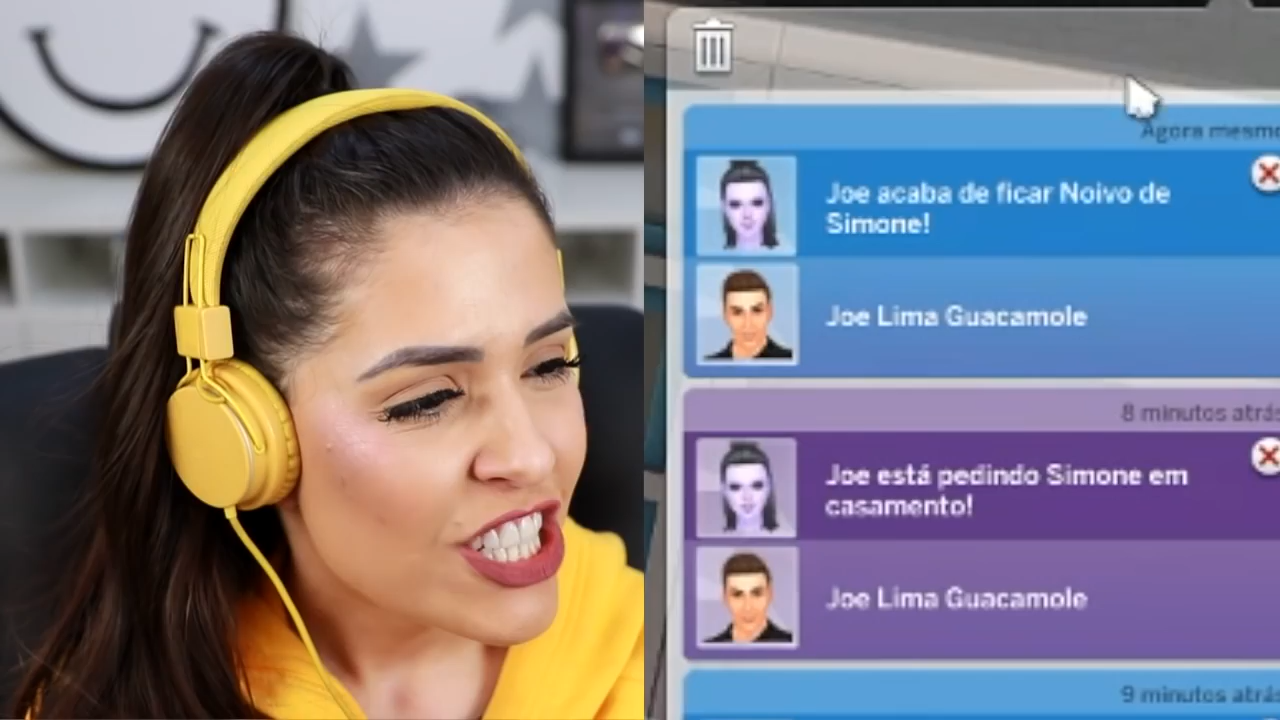 Agora mesmo
Joe acaba de ficar Noivo de
Simone!
Joe Lima Guacamole
8 minutos atrás
Joe está pedindo Simone em
casamento!
Joe Lima Guacamole
9 minutos atrás